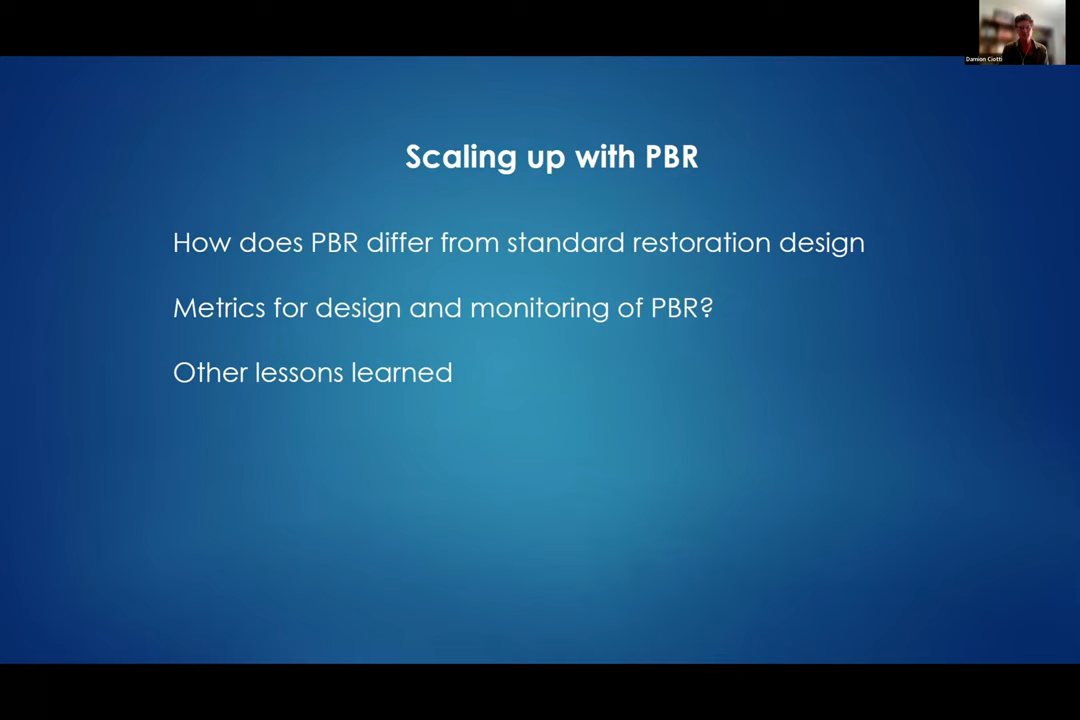 Damion Ciotti
Scaling up with PBR
How does PBR differ from standard restoration design
Metrics for design and monitoring of PBR?
Other lessons learned